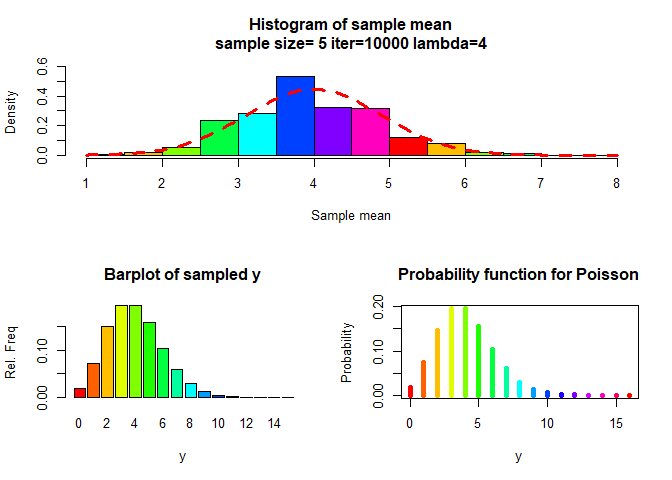 Histogram of sample mean
sample size= 5 iter=10000 lambda=4
Density
0.0 0.2 0.4 0.6
1 2 3 4 5 6 7 8
Sample mean
Barplot of sampled y
Rel. Freq
0.00 0.10
0 2 4 6 8 10 12 14
y
Probability function for Poisson
Probability
0.00 0.10 0.20
0 5 10 15
y